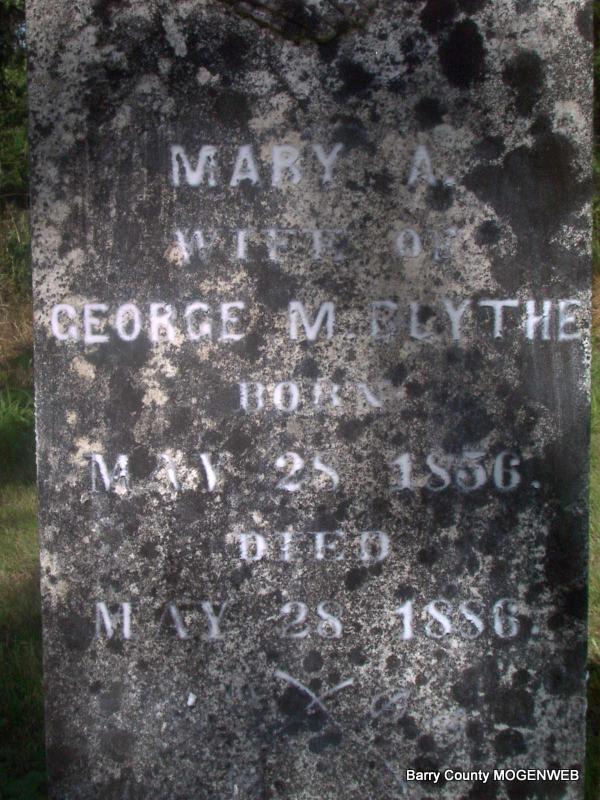 MARY A.
WIFE OF
GEORGE M. BLYTHE
BORN
MAY 28 1856.
DIED
MAY 28 1886.
Barry County MOGENWEB